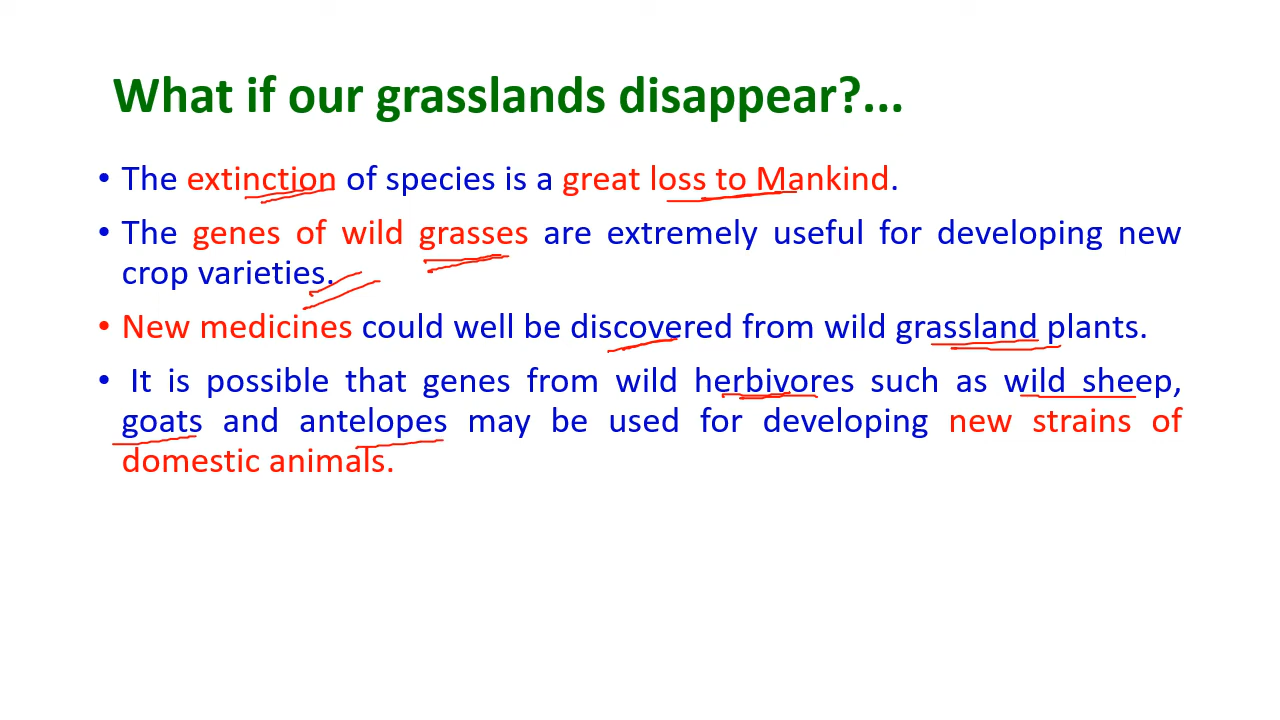 What if our grasslands disappear?...
• The extinction of species is a great loss to Mankind.
• The genes of wild grasses are extremely useful for developing new
crop varieties.
• New medicines could well be discovered from wild grassland plants.
• It is possible that genes from wild herbivores such as wild sheep,
goats and antelopes may be used for developing new strains of
domestic animals.